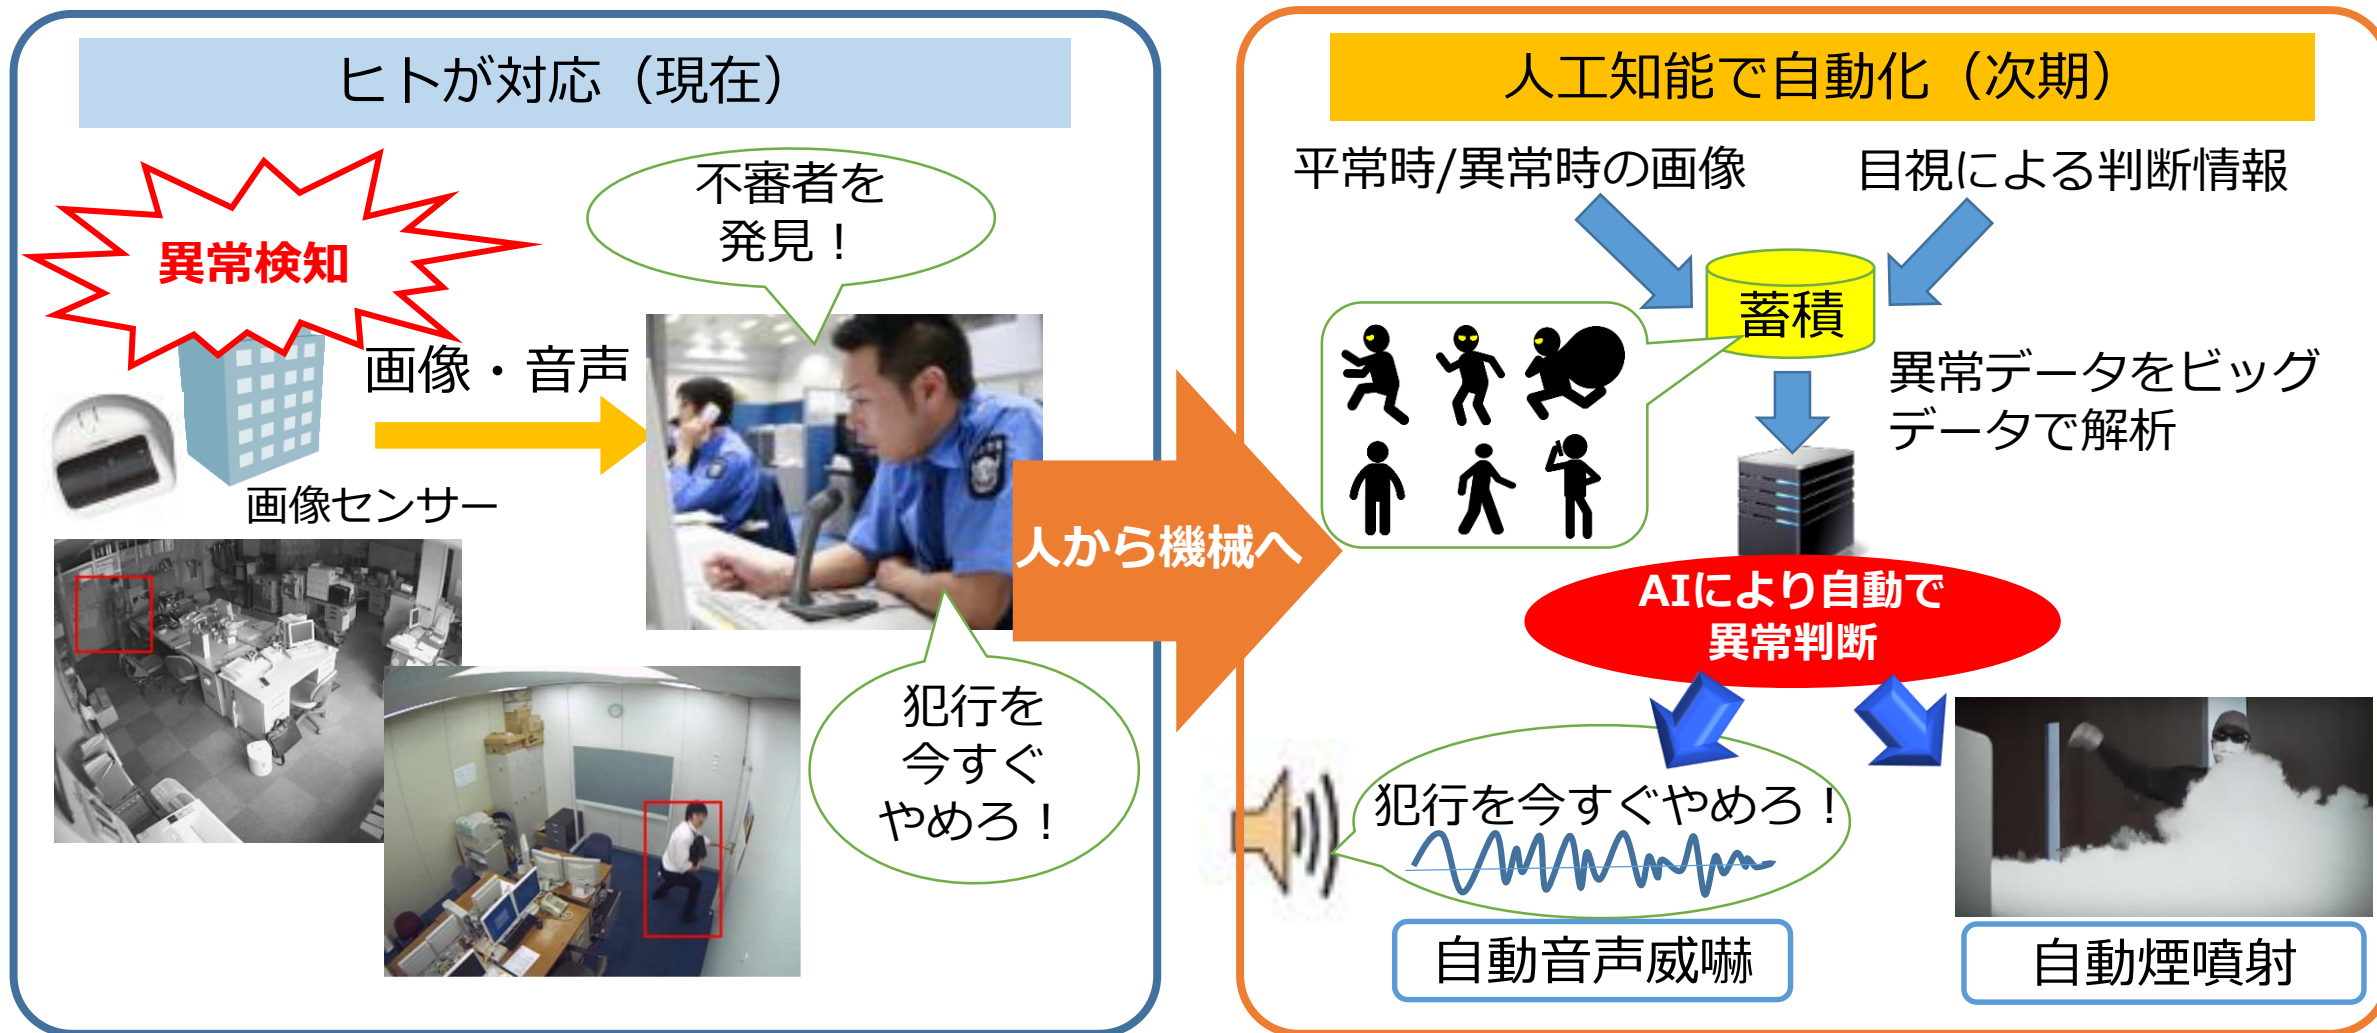 ヒトが対応（現在）
異常検知
不審者を
発見！
画像・音声
画像センサー
犯行を
今すぐ
やめろ！
人から機械へ
人工知能で自動化（次期）
平常時/異常時の画像
目視による判断情報
蓄積
異常データをビッグ
データで解析
AIにより自動で
異常判断
犯行を今すぐやめろ！
自動音声威嚇
自動煙噴射